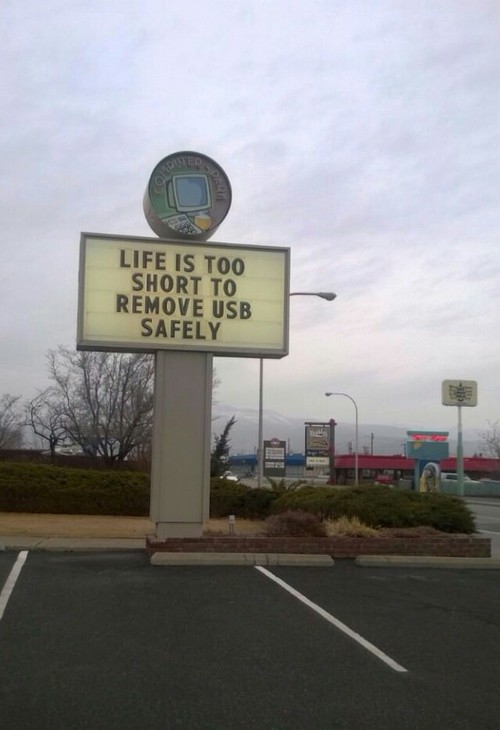 LIFE IS TOO
SHORT TO
REMOVE USB
SAFELY